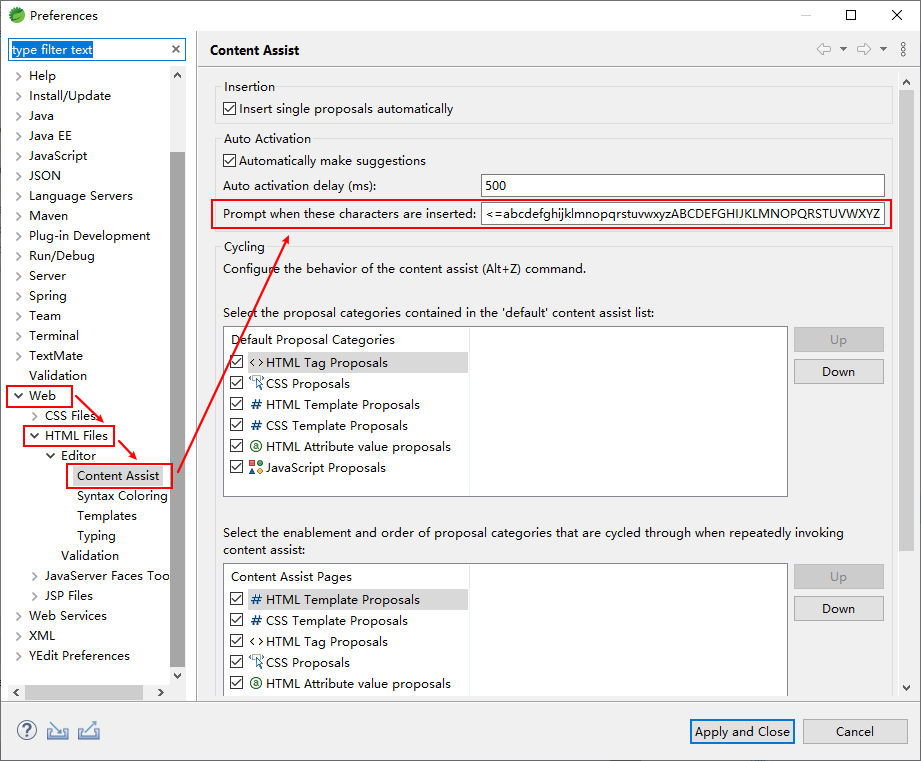 Preferences
type filter text
Help
Install/Update
Java
Java EE
JavaScript
JSON
Language Servers
Maven
Plug-in Development
Run/Debug
Server
Spring
Team
Terminal
TextMate
Validation
Web
CSS Files
HTML Files
Editor
Content Assist
Syntax Coloring
Templates
Typing
Validation
JavaServer Faces Too
JSP Files
Web Services
XML
YEdit Preferences
Content Assist
Insertion
Insert single proposals automatically
Auto Activation
Automatically make suggestions
Auto activation delay (ms): 500
Prompt when these characters are inserted: <=abcdefghijklmnopqrstuvwxyzABCDEFGHIJKLMNOPQRSTUVWXYZ
Cycling
Configure the behavior of the content assist (Alt+Z) command.
Select the proposal categories contained in the 'default' content assist list:
Default Proposal Categories
<> HTML Tag Proposals
CSS Proposals
# HTML Template Proposals
# CSS Template Proposals
@ HTML Attribute value proposals
JavaScript Proposals
Up
Down
Select the enablement and order of proposal categories that are cycled through when repeatedly invoking
content assist:
Content Assist Pages
# HTML Template Proposals
# CSS Template Proposals
<> HTML Tag Proposals
CSS Proposals
@ HTML Attribute value proposals
Up
Down
?
Apply and Close
Cancel